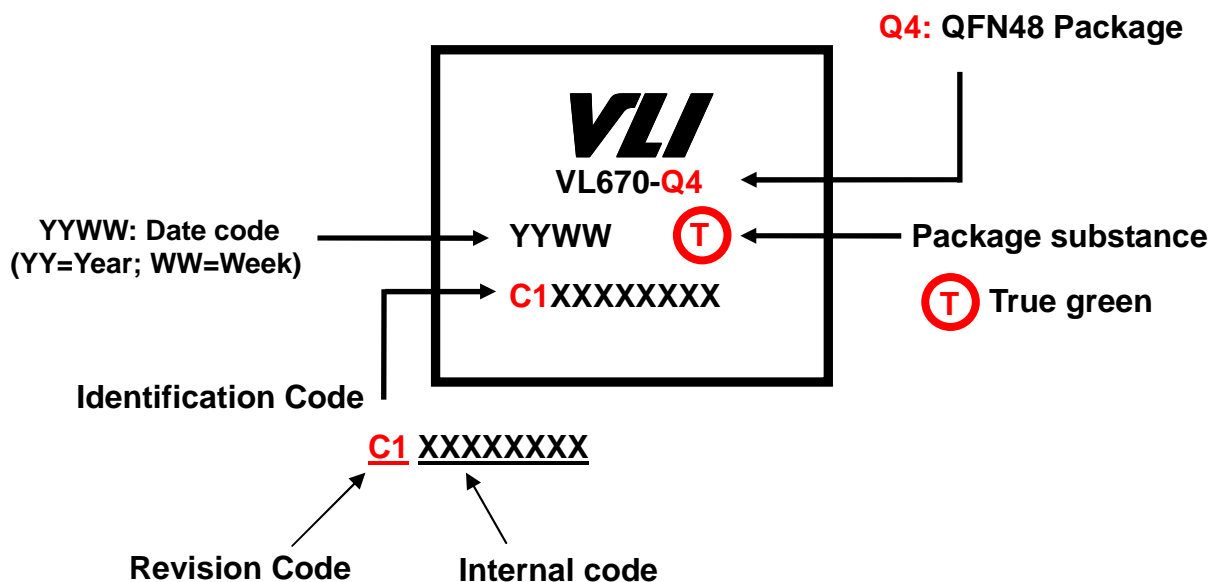 Q4: QFN48 Package
VLI
VL670-Q4
YYWW: Date code
(YY=Year; WW=Week)
YYWW T
Package substance
C1XXXXXXXX
T True green
Identification Code
C1 XXXXXXXX
Revision Code
Internal code